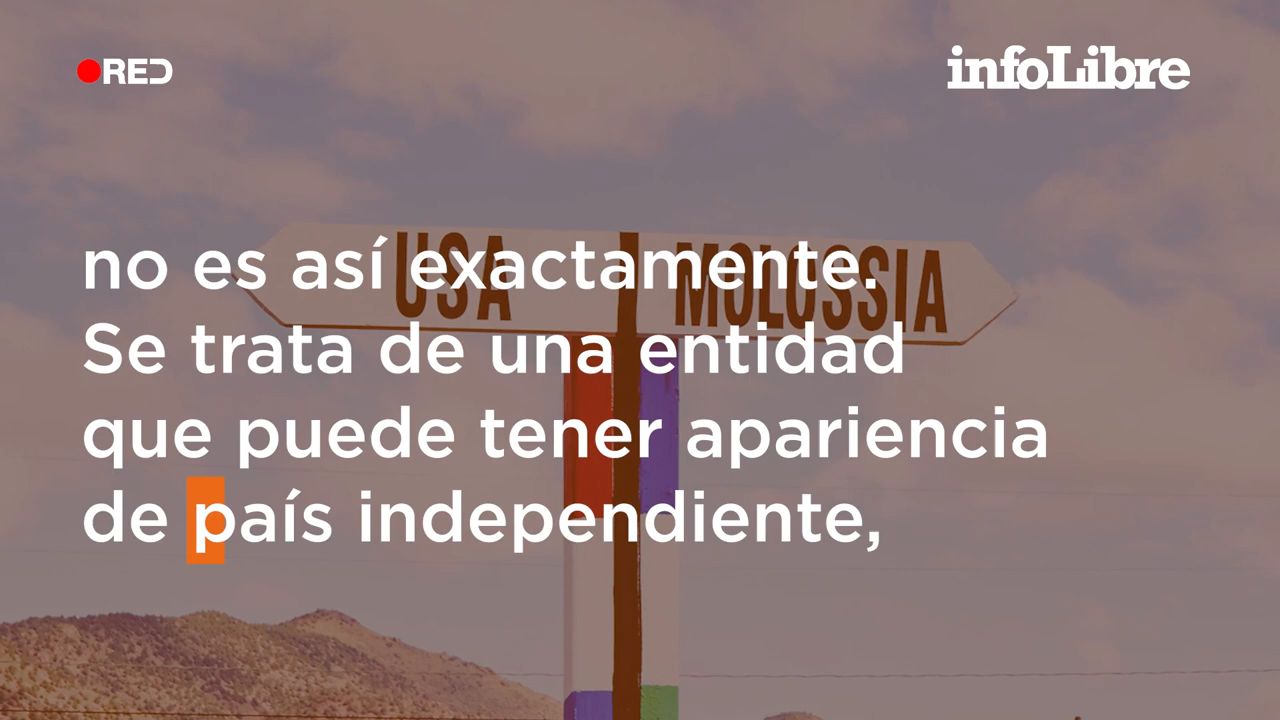 RED
infoLibre
USA MOLOSSIA
no es así exactamente.
Se trata de una entidad
que puede tener apariencia
de país independiente,